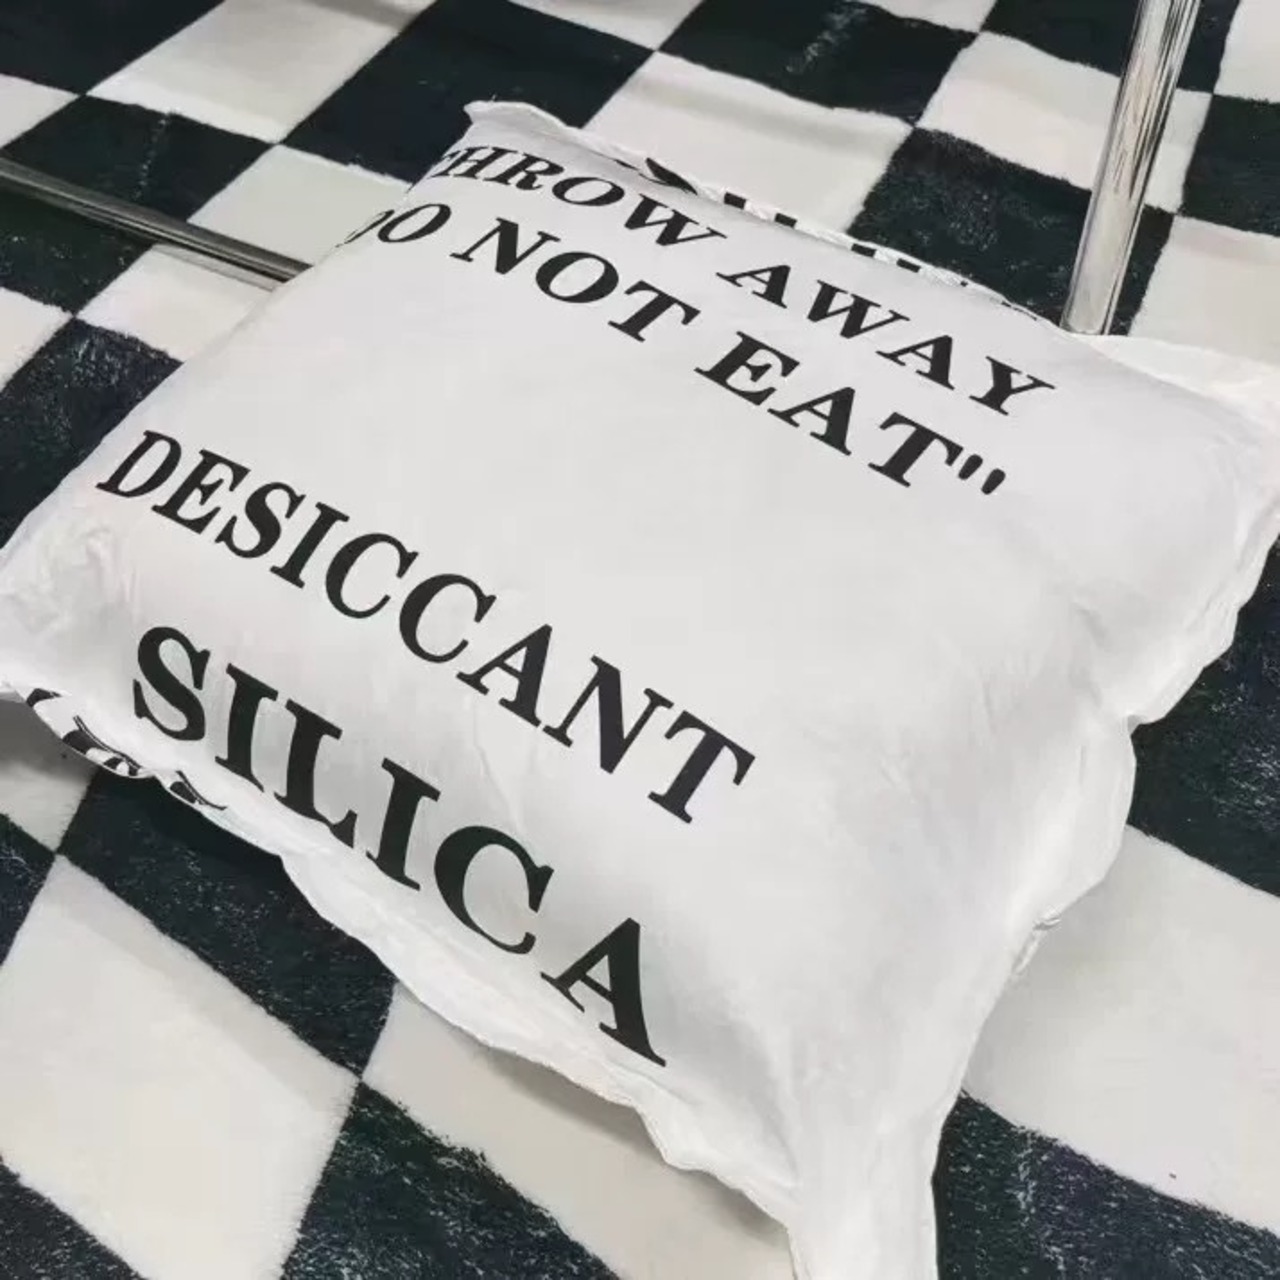 THROW AWAY
DO NOT EAT"
DESICCANT
SILICA